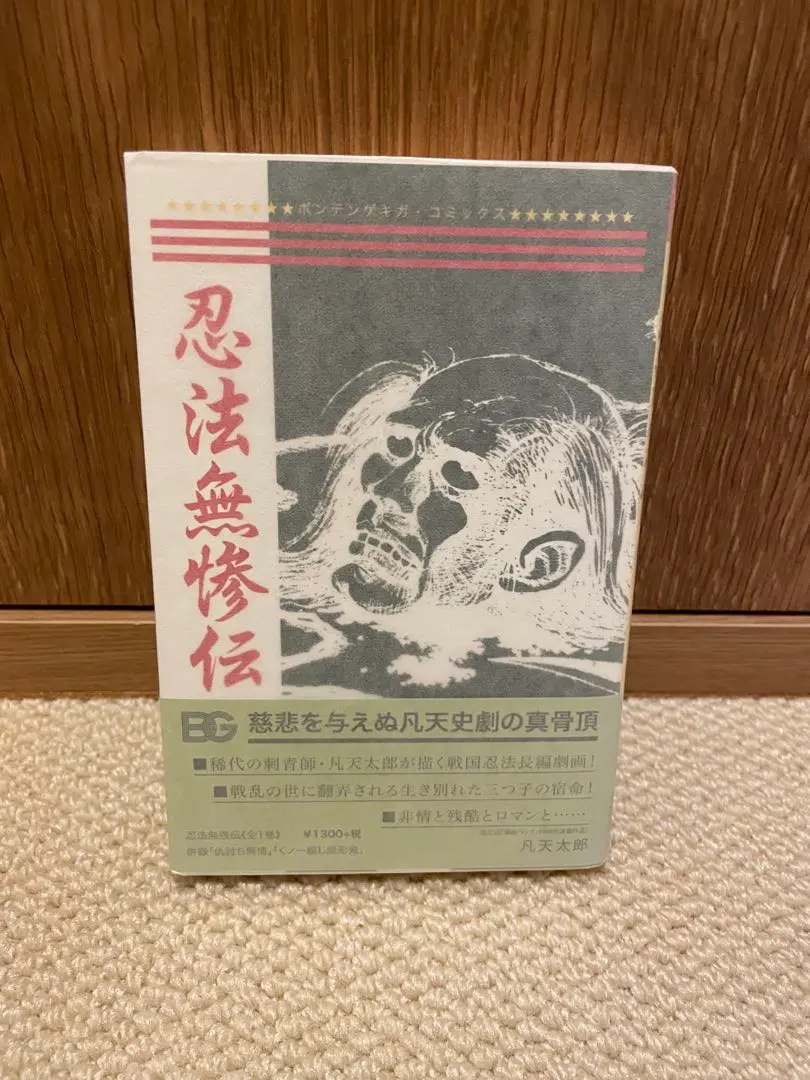 ★★★★★★★★ボンテンゲキガ・コミックス★★★★★★★★
忍法無惨伝
BG 慈悲を与えぬ凡天史劇の真骨頂
■稀代の刺青師・凡天太郎が描く戦国忍法長編劇画!
■戦乱の世に翻弄される生き別れた三つ子の宿命!
■非情と残酷とロマンと……
忍法無惨伝《全1巻》 ¥1300+税
凡天太郎